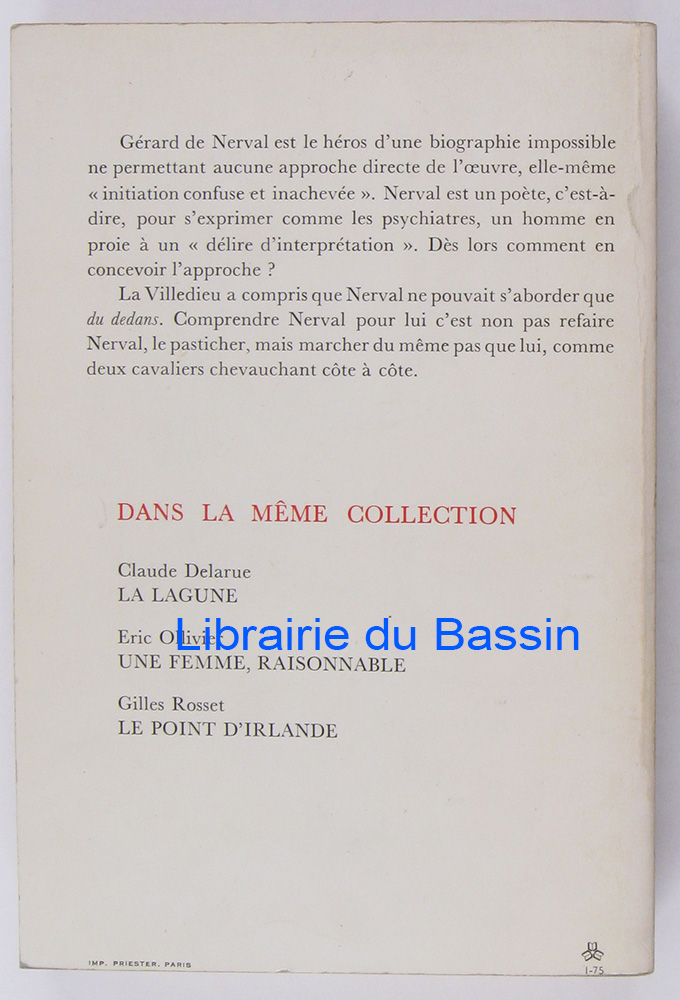 Gérard de Nerval est le héros d'une biographie impossible
ne permettant aucune approche directe de l'œuvre, elle-même
« initiation confuse et inachevée ». Nerval est un poète, c'est-à-
dire, pour s'exprimer comme les psychiatres, un homme en
proie à un « délire d'interprétation ». Dès lors comment en
concevoir l'approche ?
La Villedieu a compris que Nerval ne pouvait s'aborder que
du dedans. Comprendre Nerval pour lui c'est non pas refaire
Nerval, le pasticher, mais marcher du même pas que lui, comme
deux cavaliers chevauchant côte à côte.
DANS LA MÊME COLLECTION
Claude Delarue
LA LAGUNE
Eric Ollivier
Librairie du Bassin
UNE FEMME, RAISONNABLE
Gilles Rosset
LE POINT D'IRLANDE
IMP. PRIESTER. PARIS
1-75